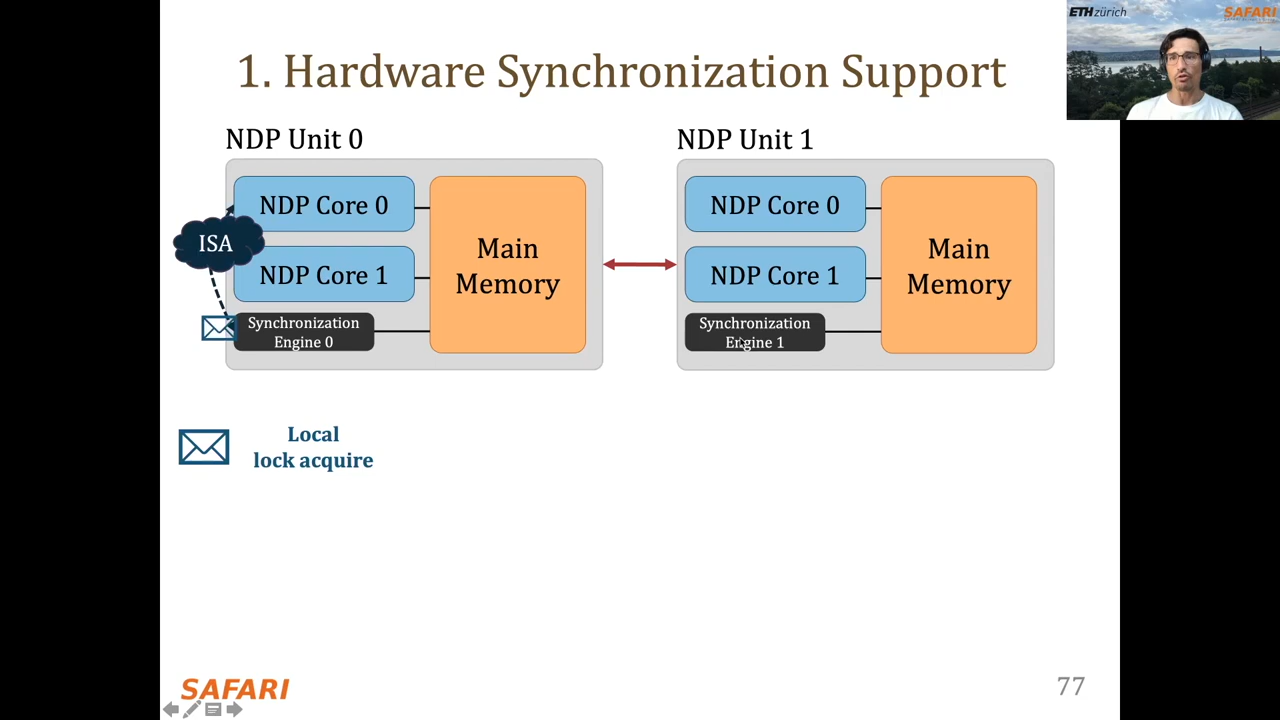 ETH zürich
SAFARI
1. Hardware Synchronization Support
NDP Unit 0
NDP Unit 1
NDP Core 0
NDP Core 1
Synchronization
Engine 0
Main
Memory
ISA
NDP Core 0
NDP Core 1
Synchronization
Engine 1
Main
Memory
Local
lock acquire
SAFARI
77